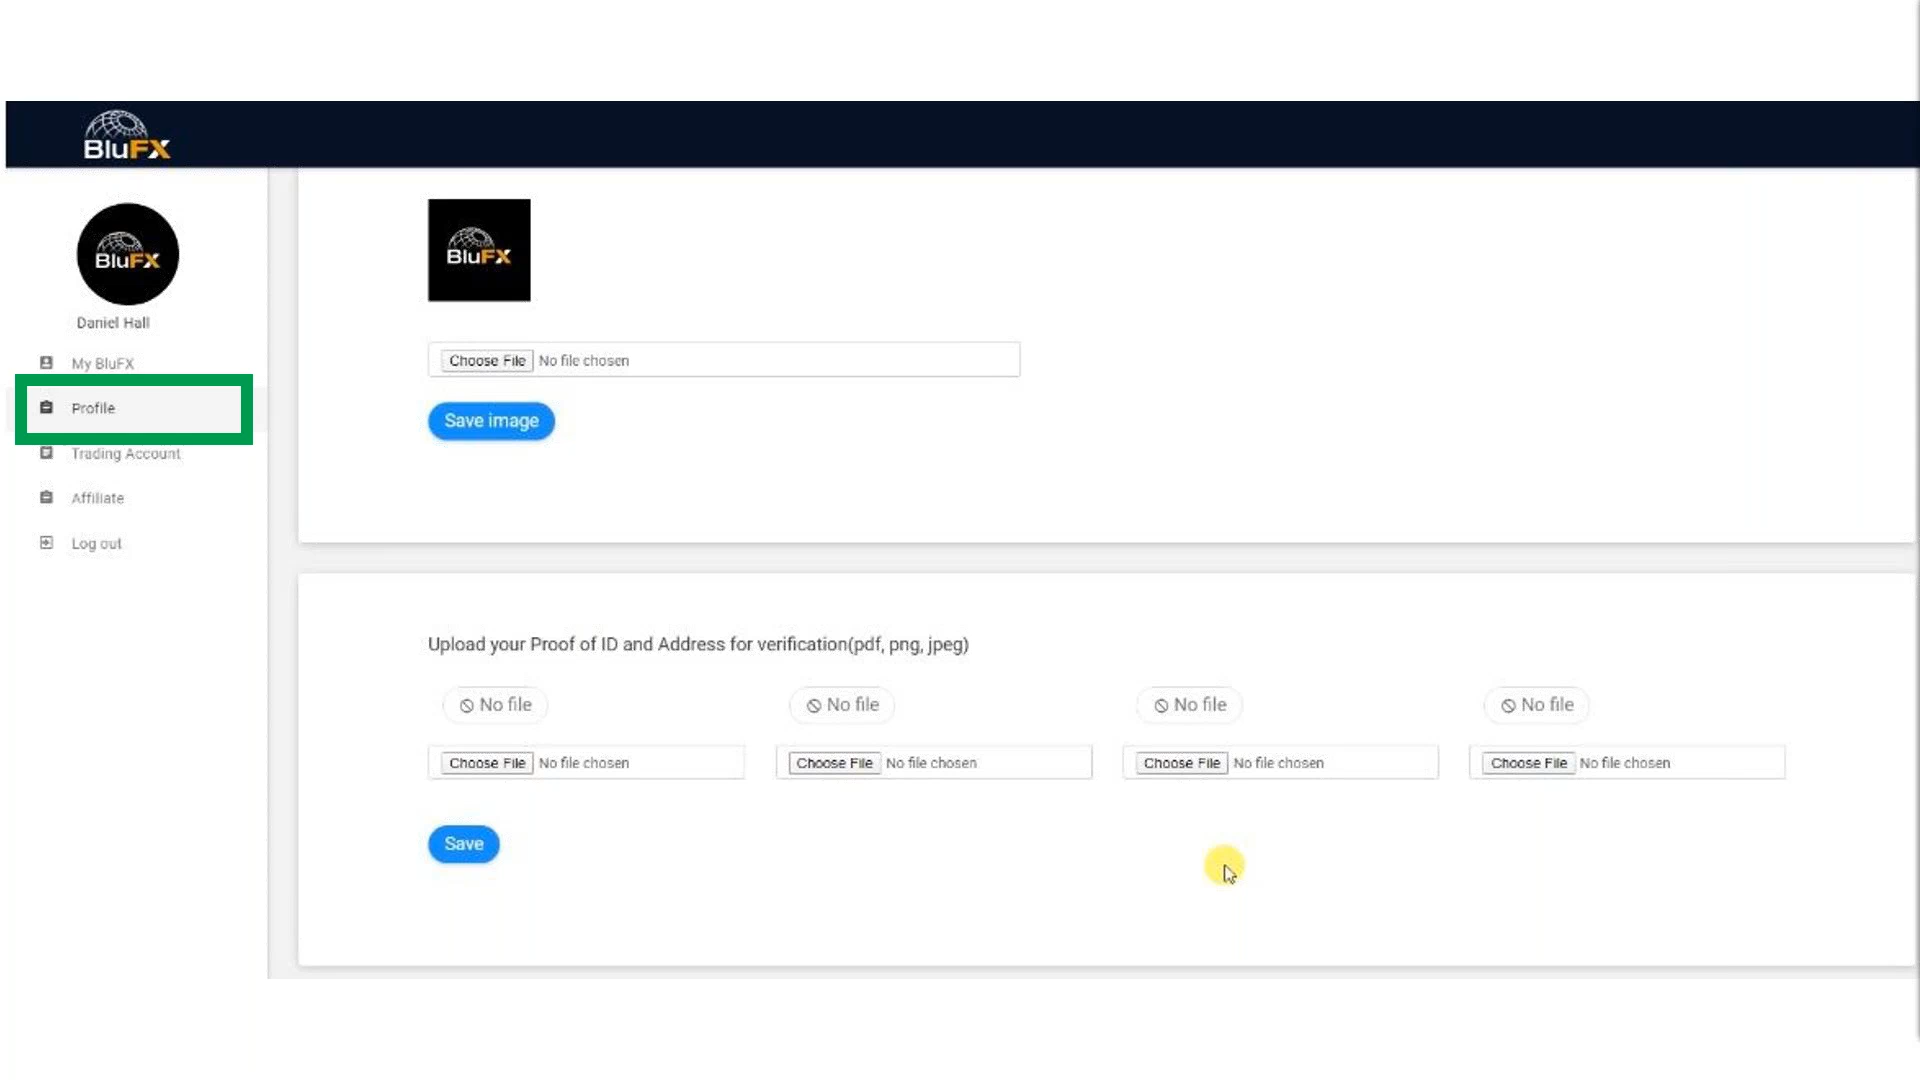 BluFX
BluFX
Daniel Hall
My BluFX
Profile
Trading Account
Affiliate
Log out
BluFX
Choose File No file chosen
Save image
Upload your Proof of ID and Address for verification(pdf, png, jpeg)
No file No file No file No file
Choose File No file chosen Choose File No file chosen Choose File No file chosen Choose File No file chosen
Save